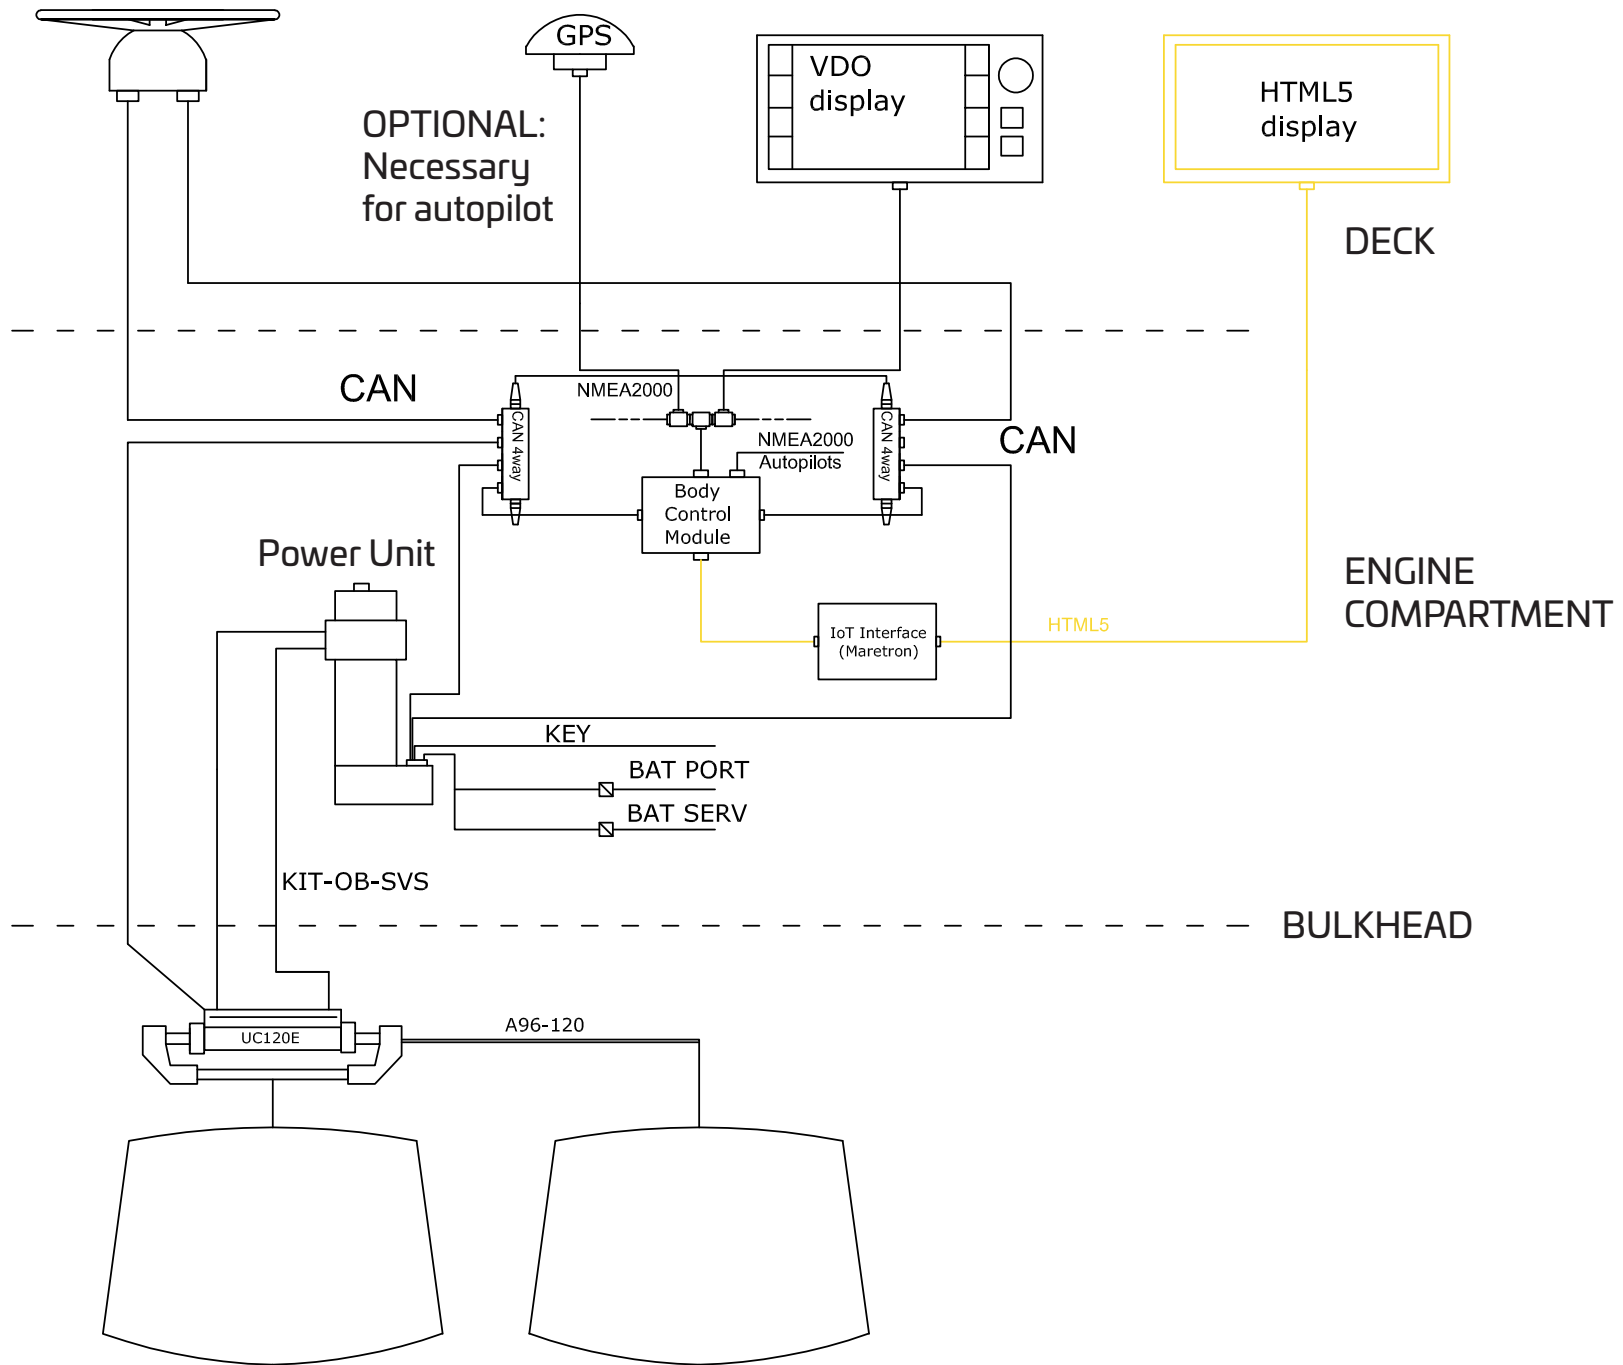 GPS
VDO
display
HTML5
display
OPTIONAL:
Necessary
for autopilot
DECK
CAN
NMEA2000
CAN 4way
CAN 4way
CAN
NMEA2000
Autopilots
Body
Control
Module
Power Unit
ENGINE
COMPARTMENT
IoT Interface
(Maretron)
HTML5
KEY
BAT PORT
BAT SERV
KIT-OB-SVS
BULKHEAD
UC120E
A96-120